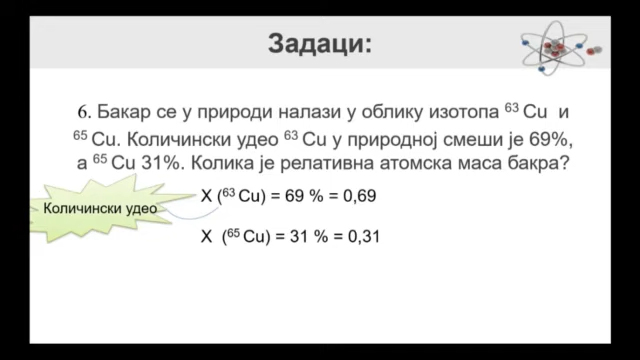 Задаци:
6. Бакар се у природи налази у облику изотопа ⁶³ Cu и
⁶⁵ Cu. Количински удео ⁶³ Cu у природној смеши је 69%,
а ⁶⁵ Cu 31%. Колика је релативна атомска маса бакра?
Количински удео
X (⁶³ Cu) = 69 % = 0,69
X (⁶⁵ Cu) = 31 % = 0,31